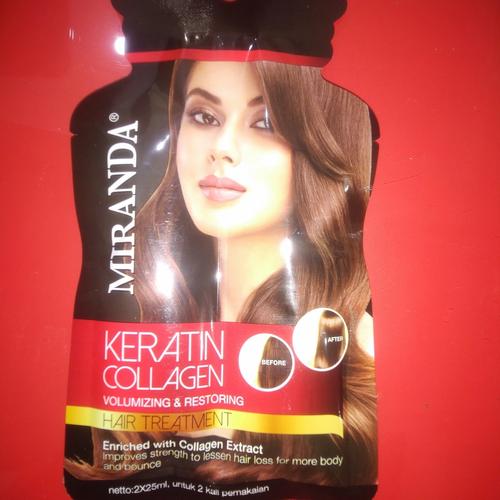 MIRANDA®
KERATIN
COLLAGEN
VOLUMIZING & RESTORING
HAIR TREATMENT
BEFORE
AFTER
Enriched with Collagen Extract
Improves strength to lessen hair loss for more body
and bounce
netto:2X25ml, untuk 2 kali pemakaian